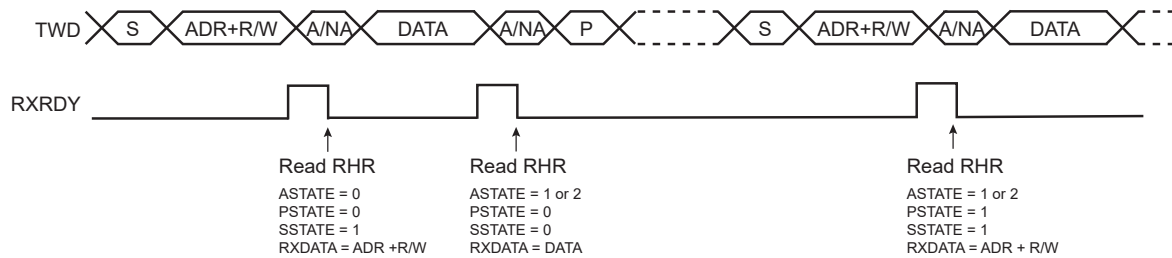 TWD S ADR+R/W A/NA DATA A/NA P S ADR+R/W A/NA DATA
RXRDY
Read RHR
ASTATE = 0
PSTATE = 0
SSTATE = 1
RXDATA = ADR +R/W
Read RHR
ASTATE = 1 or 2
PSTATE = 0
SSTATE = 0
RXDATA = DATA
Read RHR
ASTATE = 1 or 2
PSTATE = 1
SSTATE = 1
RXDATA = ADR + R/W